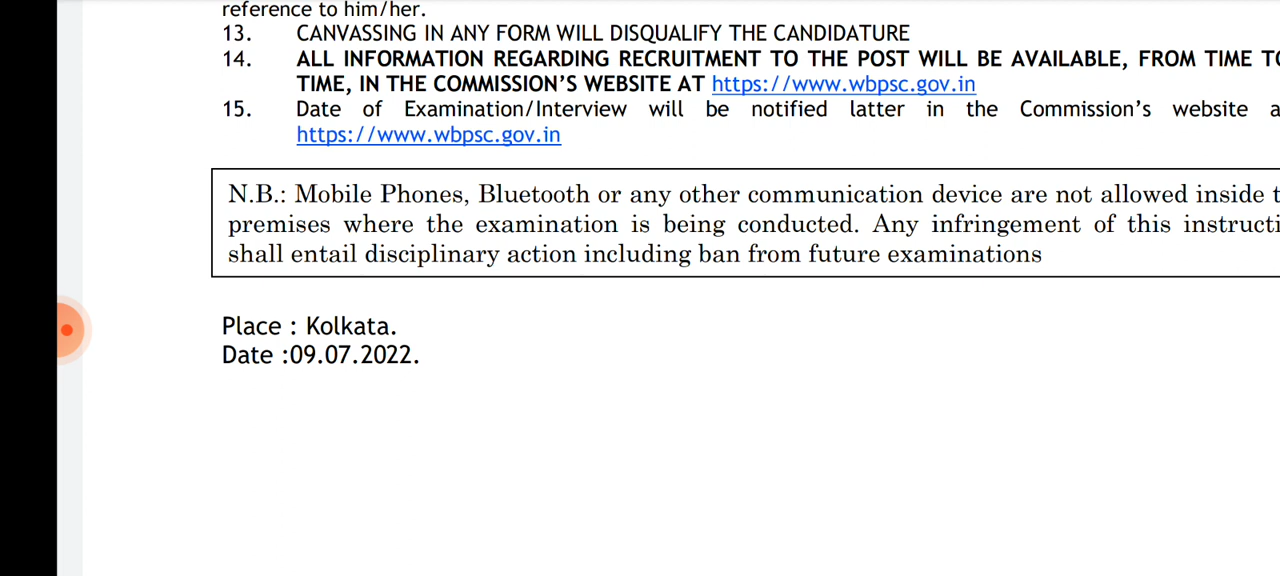 reference to him/her.
13. CANVASSING IN ANY FORM WILL DISQUALIFY THE CANDIDATURE
14. ALL INFORMATION REGARDING RECRUITMENT TO THE POST WILL BE AVAILABLE, FROM TIME TO
TIME, IN THE COMMISSION'S WEBSITE AT https://www.wbpsc.gov.in
15. Date of Examination/Interview will be notified latter in the Commission's website
https://www.wbpsc.gov.in
N.B.: Mobile Phones, Bluetooth or any other communication device are not allowed inside
premises where the examination is being conducted. Any infringement of this
shall entail disciplinary action including ban from future examinations
Place : Kolkata.
Date :09.07.2022.